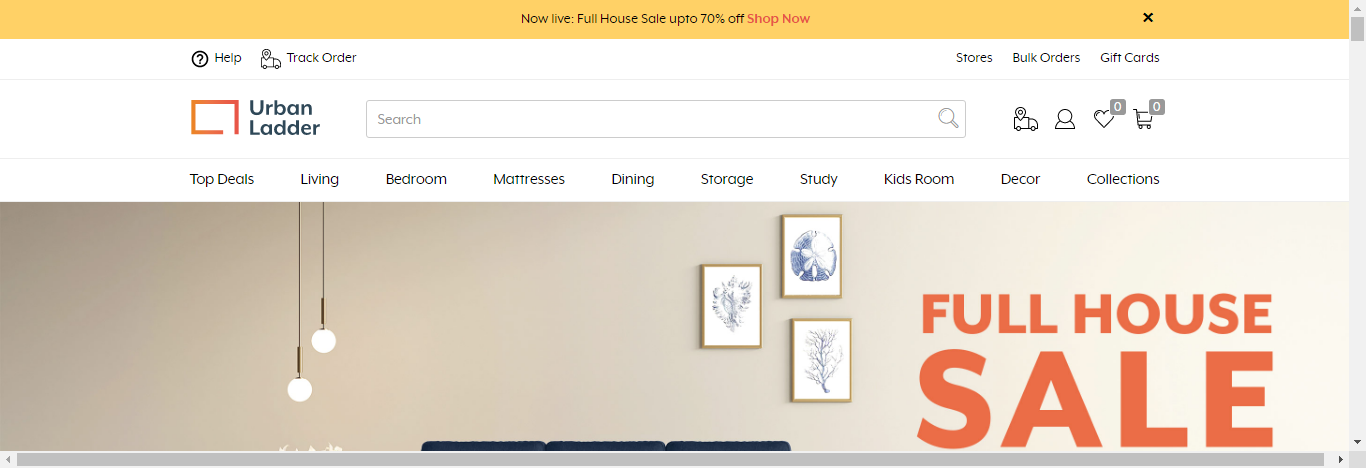 Now live: Full House Sale upto 70% off Shop Now
Help Track Order Stores Bulk Orders Gift Cards
Urban
Ladder
Search
0 0
Top Deals Living Bedroom Mattresses Dining Storage Study Kids Room Decor Collections
FULL HOUSE
SALE